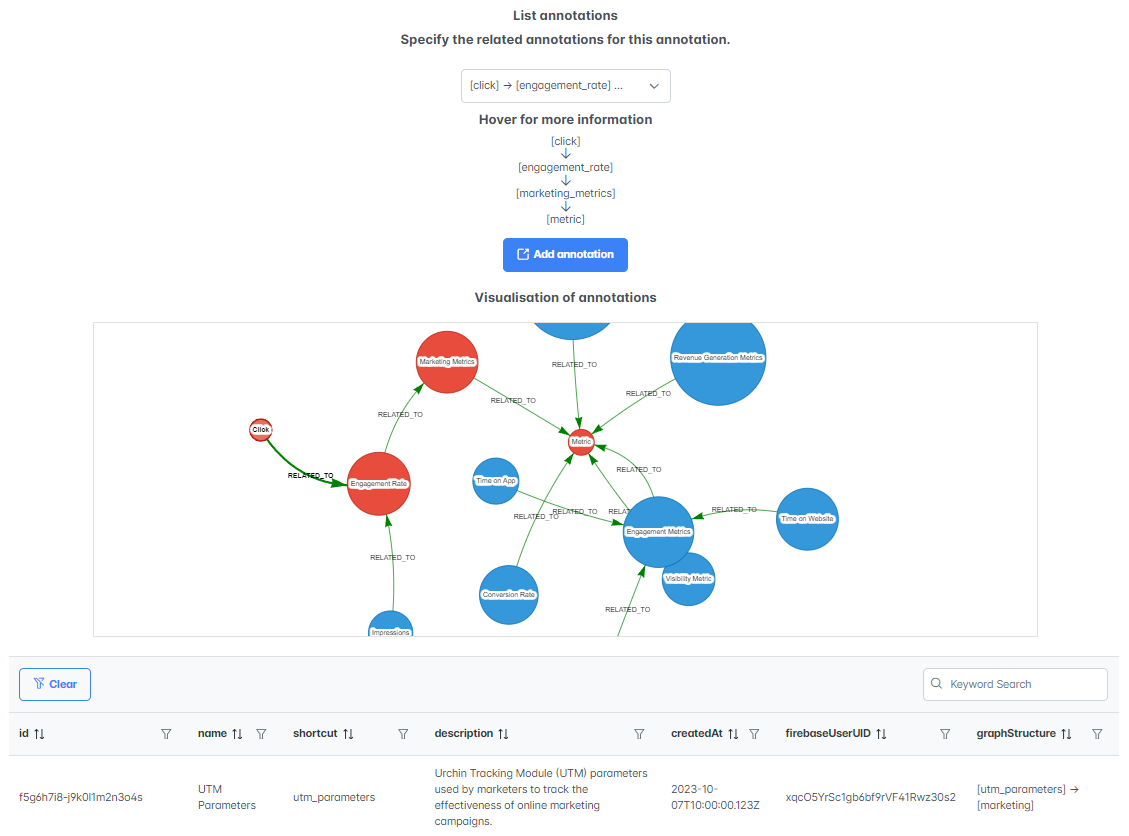 List annotations
Specify the related annotations for this annotation.
[click] → [engagement_rate] ...
Hover for more information
[click]
↓
[engagement_rate]
↓
[marketing_metrics]
↓
[metric]
Add annotation
Visualisation of annotations
Marketing Metrics
Revenue Generation Metrics
RELATED_TO
RELATED_TO
RELATED_TO
RELATED_TO
Click
Metric
RELATED_TO
RELATED_TO
Engagement Rate
Time on App
RELATED_TO
RELATED_TO
RELA
RELATED_TO
Time on Website
Engagement Metrics
RELATED_TO
Visibility Metric
Conversion Rate
RELATED_TO
Impressions
Clear
Keyword Search
id name shortcut description createdAt firebaseUserUID graphStructure
f5g6h7i8-j9k0l1m2n3o4s
UTM
Parameters
utm_parameters
Urchin Tracking Module (UTM) parameters
used by marketers to track the
effectiveness of online marketing
campaigns.
2023-10-
07T10:00:00.123Z
xqcO5YrSc1gb6bf9rVF41Rwz30s2
[utm_parameters] →
[marketing]